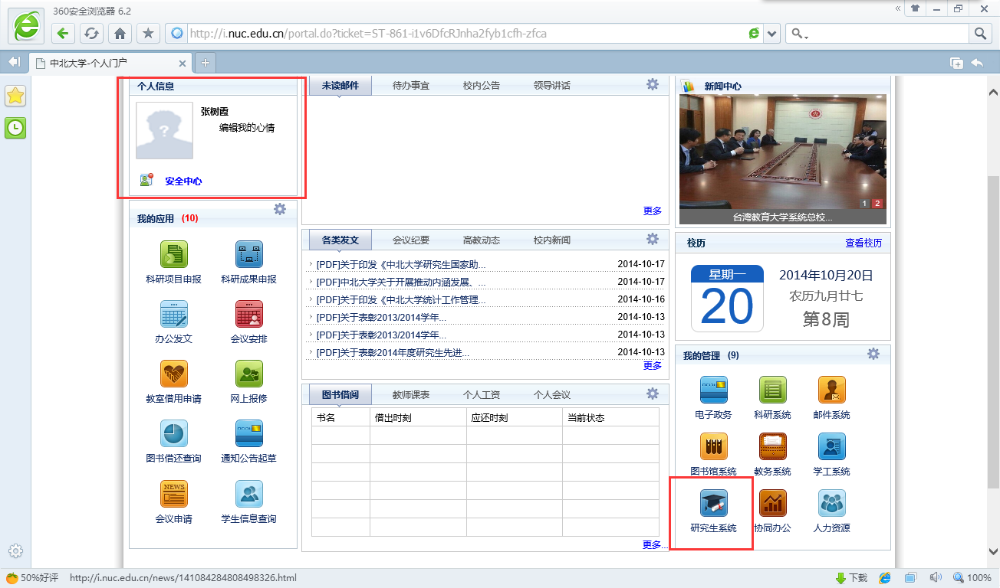 360安全浏览器 6.2
http://i.nuc.edu.cn/portal.do?ticket=ST-861-i1v6DfcRJnha2fyb1cfh-zfca
中北大学-个人门户
个人信息
张树霞
编辑我的心情
安全中心
我的应用 (10)
科研项目申报 科研成果申报
办公发文 会议安排
教室借用申请 网上报修
图书借还查询 通知公告起草
NEWS
会议申请 学生信息查询
未读邮件 待办事宜 校内公告 领导讲话
更多
各类发文 会议纪要 高教动态 校内新闻
[PDF]关于印发《中北大学研究生国家助... 2014-10-17
[PDF]中北大学关于开展推动内涵发展、... 2014-10-17
[PDF]关于印发《中北大学统计工作管理... 2014-10-16
[PDF]关于表彰2013/2014学年... 2014-10-13
[PDF]关于表彰2013/2014学年... 2014-10-13
[PDF]关于表彰2014年度研究生先进... 2014-10-13
更多
图书借阅 教师课表 个人工资 个人会议
书名 借出时刻 应还时刻 当前状态
更多...
新闻中心
1 2
台湾教育大学系统总校...
校历 查看校历
星期一
20
2014年10月20日
农历九月廿七
第8周
我的管理 (9)
电子政务 科研系统 邮件系统
图书馆系统 教务系统 学工系统
研究生系统 协同办公 人力资源
50%好评 http://i.nuc.edu.cn/news/141084284808498326.html 下载 100%